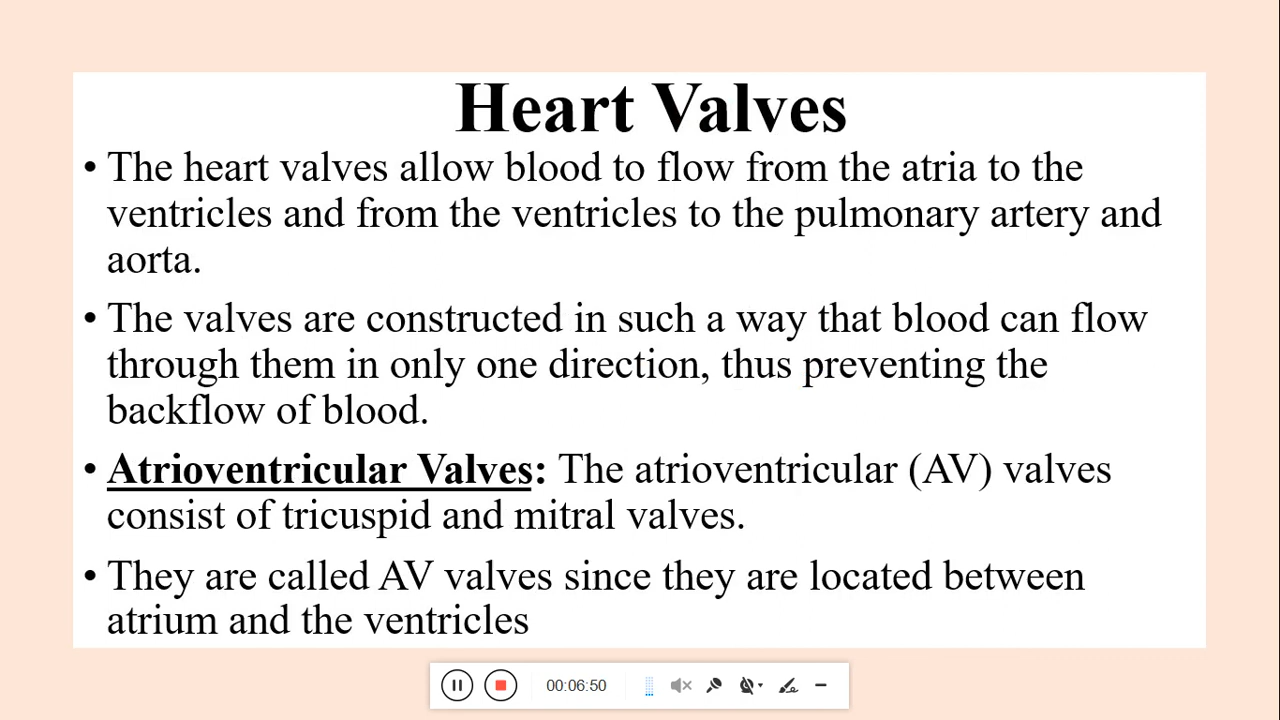 Heart Valves
• The heart valves allow blood to flow from the atria to the
ventricles and from the ventricles to the pulmonary artery and
aorta.
• The valves are constructed in such a way that blood can flow
through them in only one direction, thus preventing the
backflow of blood.
• Atrioventricular Valves: The atrioventricular (AV) valves
consist of tricuspid and mitral valves.
• They are called AV valves since they are located between
atrium and the ventricles
00:06:50